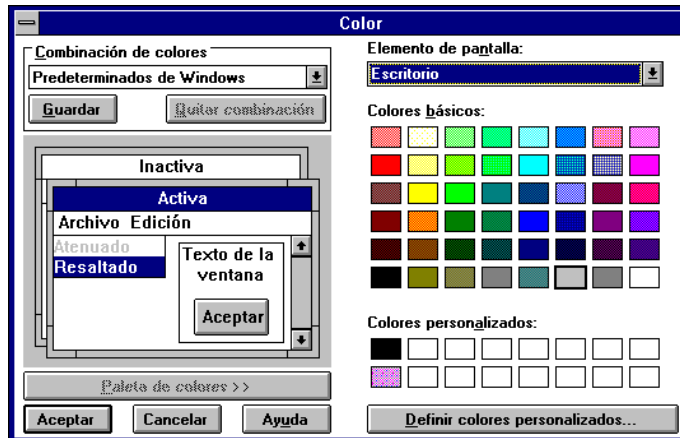 Color
Combinación de colores
Predeterminados de Windows
Guardar
Quitar combinación
Inactiva
Activa
Archivo Edición
Atenuado
Resaltado
Texto de la
ventana
Aceptar
Paleta de colores >>
Aceptar
Cancelar
Ayuda
Elemento de pantalla:
Escritorio
Colores básicos:
Colores personalizados:
Definir colores personalizados...